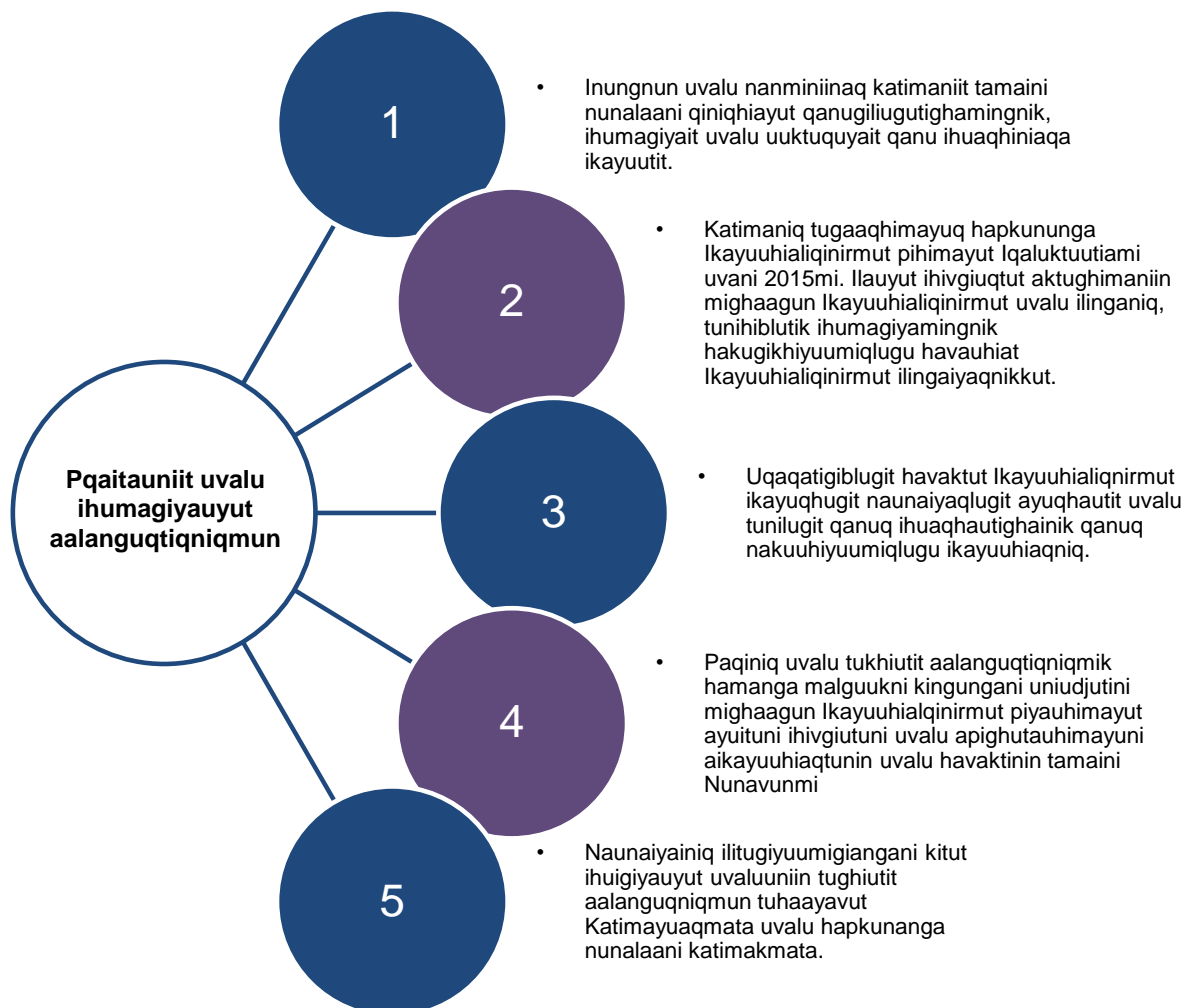 Pqaitauniit uvalu
ihumagiyauyut
aalanguqtiqniqmun
1
• Inungnun uvalu nanminiinaq katimaniit tamaini
nunalaani qiniqhiayut qanugiliugutighamingnik,
ihumagiyait uvalu uuktuquyait qanu ihuaqhiniaqa
ikayuutit.
2
• Katimaniq tugaaqhimayuq hapkununga
Ikayuuhialiqinirmut pihimayut Iqaluktuutiami
uvani 2015mi. Ilauyut ihivgiuqtut aktughimaniin
mighaagun Ikayuuhialiqinirmut uvalu ilinganiq,
tunihiblutik ihumagiyamingnik
hakugikhiyuumiqlugu havauhiat
Ikayuuhialiqinirmut ilingaiyaqnikkut.
3
• Uqaqatigiblugit havaktut Ikayuuhialiqnirmut
ikayuqhugit naunaiyaqlugit ayuqhautit uvalu
tunilugit qanuq ihuaqhautighainik qanuq
nakuuhiyuumiqlugu ikayuuhiaqniq.
4
• Paqiniq uvalu tukhiutit aalanguqtiqniqmik
hamanga malguukni kingungani uniudjutini
mighaagun Ikayuuhialqinirmut piyauhimayut
ayuituni ihivgiutuni uvalu apighutauhimayuni
aikayuuhiaqtunin uvalu havaktinin tamaini
Nunavunmi
5
• Naunaiyainiq ilitugiyuumigiangani kitut
ihuigiyauyut uvaluuniin tughiutit
aalanguqniqmun tuhaayavut
Katimayuaqmata uvalu hapkunanga
nunalaani katimakmata.